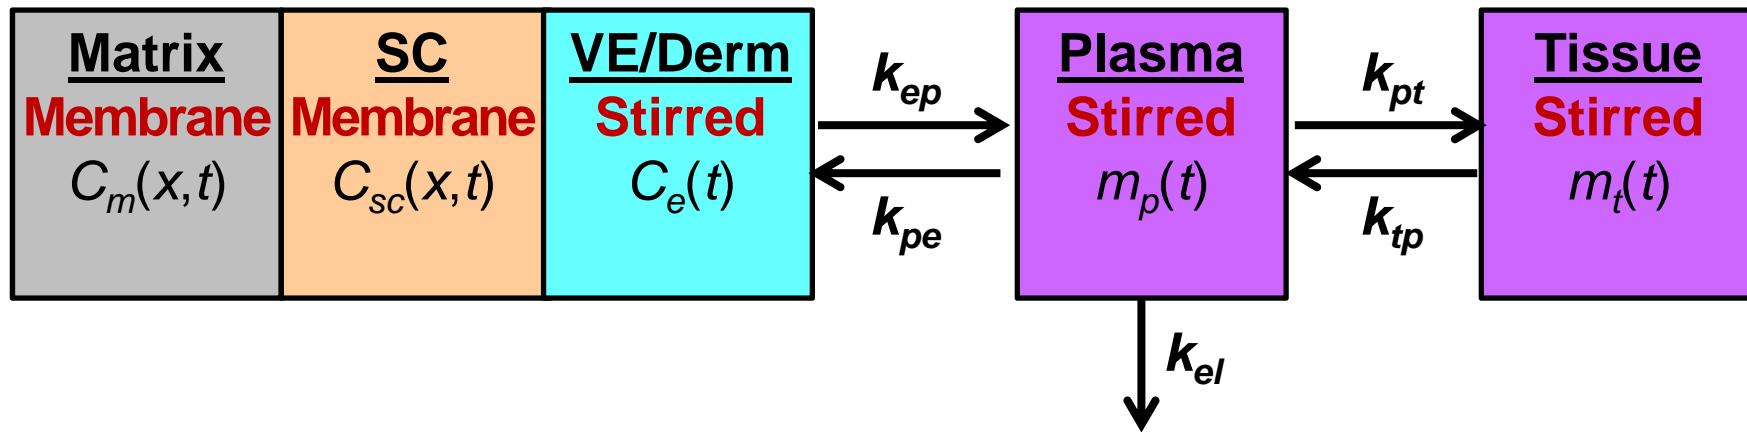 Matrix
Membrane
Cm(x,t)
SC
Membrane
Csc(x,t)
VE/Derm
Stirred
Ce(t)
kep
kpe
Plasma
Stirred
mp(t)
kel
kpt
ktp
Tissue
Stirred
mt(t)